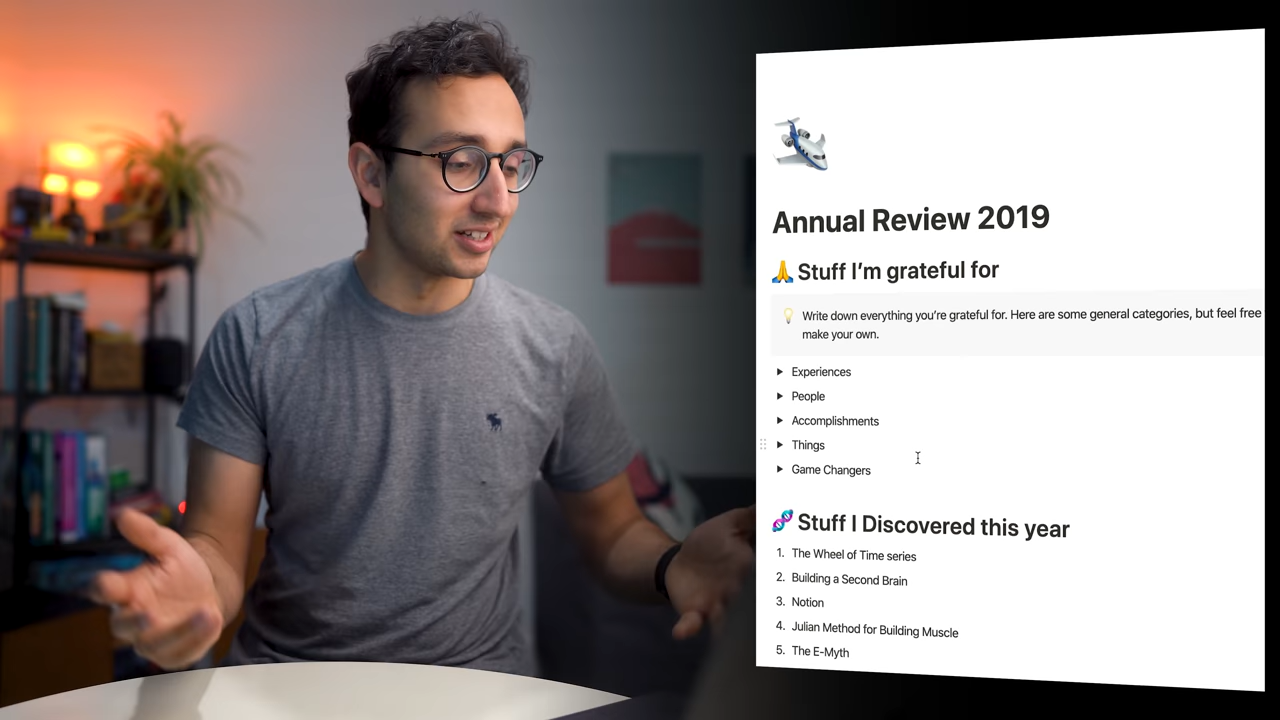 Annual Review 2019
🙏 Stuff I’m grateful for
💡 Write down everything you’re grateful for. Here are some general categories, but feel free
make your own.
▶ Experiences
▶ People
▶ Accomplishments
▶ Things
▶ Game Changers
🧬 Stuff I Discovered this year
1. The Wheel of Time series
2. Building a Second Brain
3. Notion
4. Julian Method for Building Muscle
5. The E-Myth